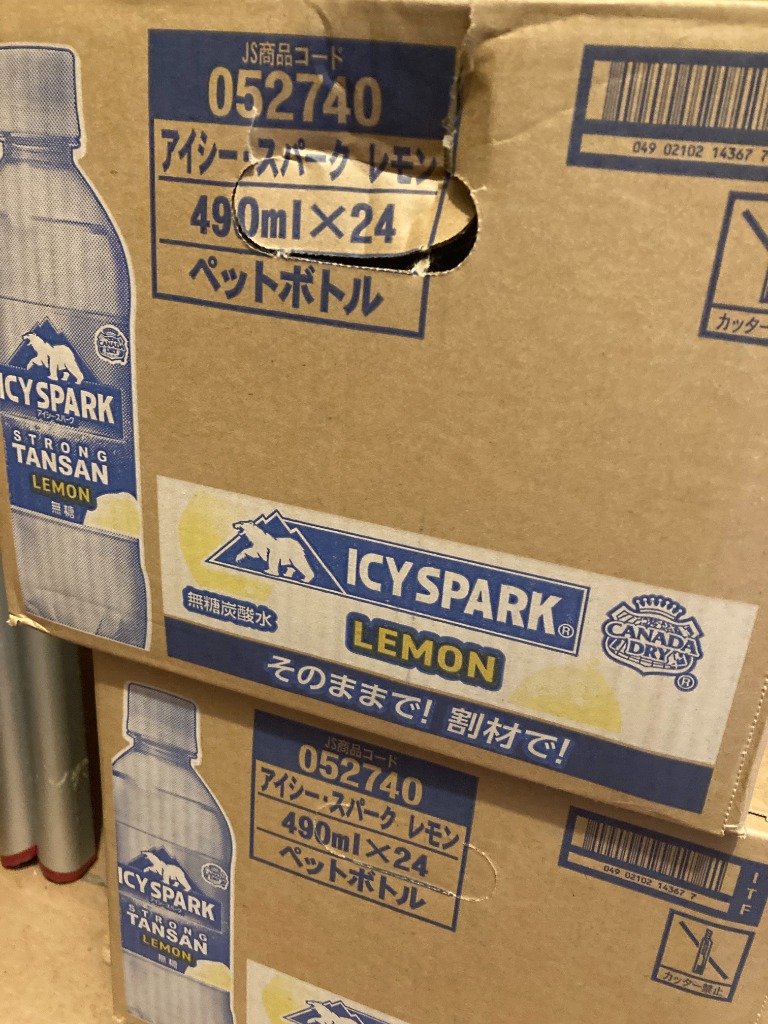 JS商品コード
052740
アイシー・スパーク レモン
490ml×24
ペットボトル
049 02102 14367 7
カッター
CANADA
DRY
ICY SPARK
アイシー・スパーク
STRONG
TANSAN
LEMON
無糖
ICY SPARK®
無糖炭酸水
LEMON
CANADA
DRY®
そのままで! 割材で!
JS商品コード
052740
アイシー・スパーク レモン
490ml×24
ペットボトル
049 02102 14367 7
ITF
カッター禁止
ICY SPARK
STRONG
TANSAN
LEMON
無糖